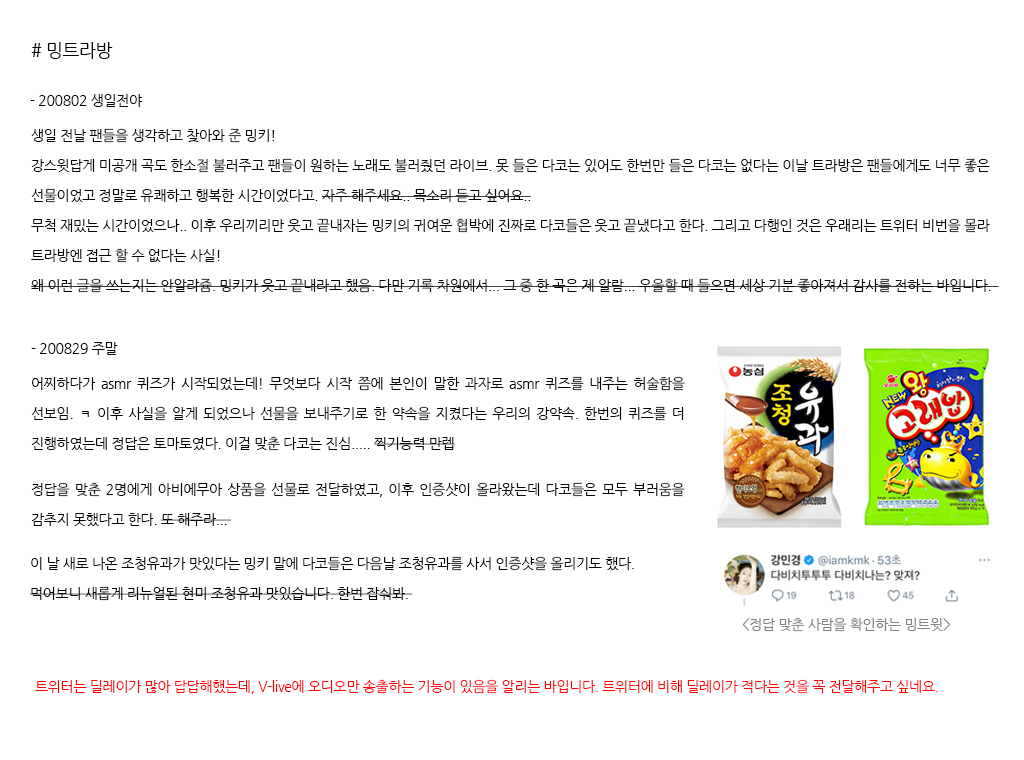 # 밍트라방
- 200802 생일전야
생일 전날 팬들을 생각하고 찾아와 준 밍키!
강스윗답게 미공개 곡도 한소절 불러주고 팬들이 원하는 노래도 불러줬던 라이브. 못 들은 다코는 있어도 한번만 들은 다코는 없다는 이날 트라방은 팬들에게도 너무 좋은
선물이었고 정말로 유쾌하고 행복한 시간이었다고. 자주 해주세요.. 목소리 듣고 싶어요..
무척 재밌는 시간이었으나.. 이후 우리끼리만 웃고 끝내자는 밍키의 귀여운 협박에 진짜로 다코들은 웃고 끝냈다고 한다. 그리고 다행인 것은 우래리는 트위터 비번을 몰라
트라방엔 접근 할 수 없다는 사실!
왜 이런 글을 쓰는지는 안알랴쥼. 밍키가 웃고 끝내라고 했음. 다만 기록 차원에서... 그 중 한 곡은 제 알람... 우울할 때 들으면 세상 기분 좋아져서 감사를 전하는 바입니다.
- 200829 주말
어찌하다가 asmr 퀴즈가 시작되었는데! 무엇보다 시작 쯤에 본인이 말한 과자로 asmr 퀴즈를 내주는 허술함을
선보임. ㅋ 이후 사실을 알게 되었으나 선물을 보내주기로 한 약속을 지켰다는 우리의 강약속. 한번의 퀴즈를 더
진행하였는데 정답은 토마토였다. 이걸 맞춘 다코는 진심..... 찍기능력 만렙
정답을 맞춘 2명에게 아비에무아 상품을 선물로 전달하였고, 이후 인증샷이 올라왔는데 다코들은 모두 부러움을
감추지 못했다고 한다. 또 해주라...
이 날 새로 나온 조청유과가 맛있다는 밍키 말에 다코들은 다음날 조청유과를 사서 인증샷을 올리기도 했다.
먹어보니 새롭게 리뉴얼된 현미 조청유과 맛있습니다. 한번 잡숴봐.
농심
조청
유과
NEW
왕
고래밥
강민경 @iamkmk · 53초
다비치투투투 다비치나는? 맞져?
19 18 45
<정답 맞춘 사람을 확인하는 밍트윗>
트위터는 딜레이가 많아 답답해했는데, V-live에 오디오만 송출하는 기능이 있음을 알리는 바입니다. 트위터에 비해 딜레이가 적다는 것을 꼭 전달해주고 싶네요.